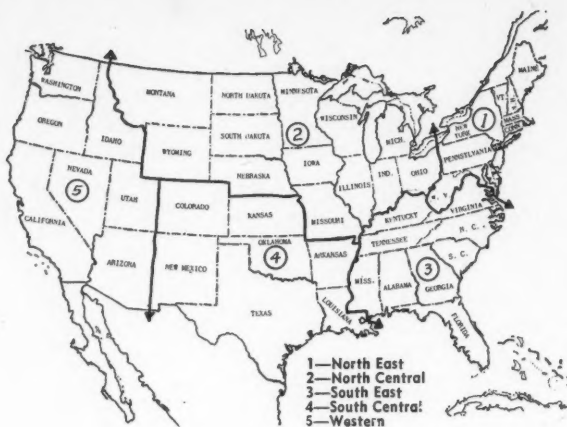 WASHINGTON
MONTANA
NORTH DAKOTA
MINNESOTA
MAINE
OREGON
IDAHO
WYOMING
SOUTH DAKOTA
2
WISCONSIN
MICH.
VT.
NEW YORK
1
MASS
CONN
NEVADA
5
CALIFORNIA
UTAH
COLORADO
NEBRASKA
IOWA
ILLINOIS
IND.
OHIO
PENNSYLVANIA
KANSAS
MISSOURI
KENTUCKY
VIRGINIA
ARIZONA
NEW MEXICO
OKLAHOMA
4
ARKANSAS
TENNESSEE
N. C.
S. C.
TEXAS
LOUISIANA
MISS.
ALABAMA
3
GEORGIA
FLORIDA
1—North East
2—North Central
3—South East
4—South Central
5—Western